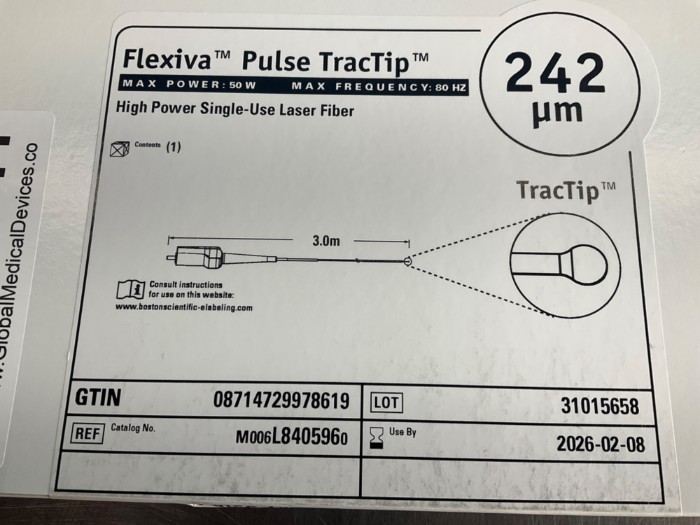 Flexiva™ Pulse TracTip™
MAX POWER: 50 W MAX FREQUENCY: 80 HZ
High Power Single-Use Laser Fiber
242
µm
Contents (1)
TracTip™
3.0m
Consult instructions
for use on this website:
www.bostonscientific-elabeling.com
GTIN 08714729978619
LOT 31015658
REF Catalog No. M006L8405960
Use By 2026-02-08
GlobalMedicalDevices.co